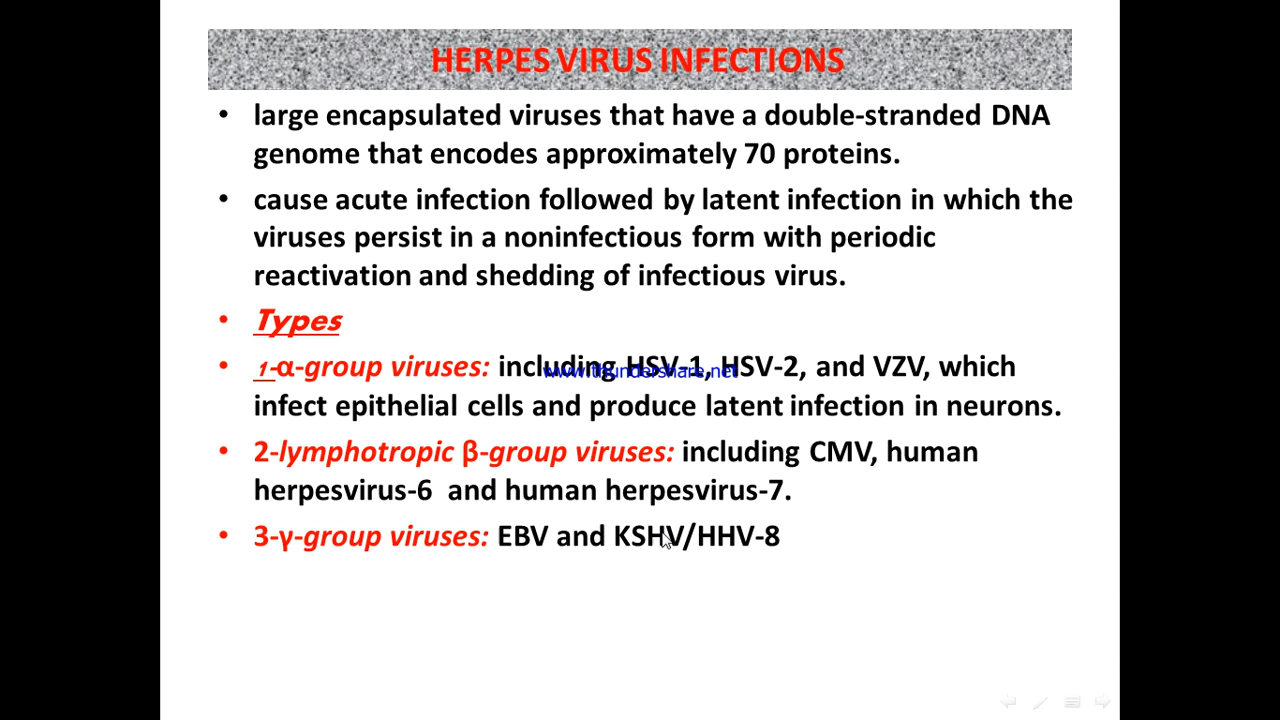 HERPES VIRUS INFECTIONS
• large encapsulated viruses that have a double-stranded DNA
genome that encodes approximately 70 proteins.
• cause acute infection followed by latent infection in which the
viruses persist in a noninfectious form with periodic
reactivation and shedding of infectious virus.
• Types
• 1-α-group viruses: including HSV-1, HSV-2, and VZV, which
www.thundershare.net
infect epithelial cells and produce latent infection in neurons.
• 2-lymphotropic β-group viruses: including CMV, human
herpesvirus-6 and human herpesvirus-7.
• 3-γ-group viruses: EBV and KSHV/HHV-8